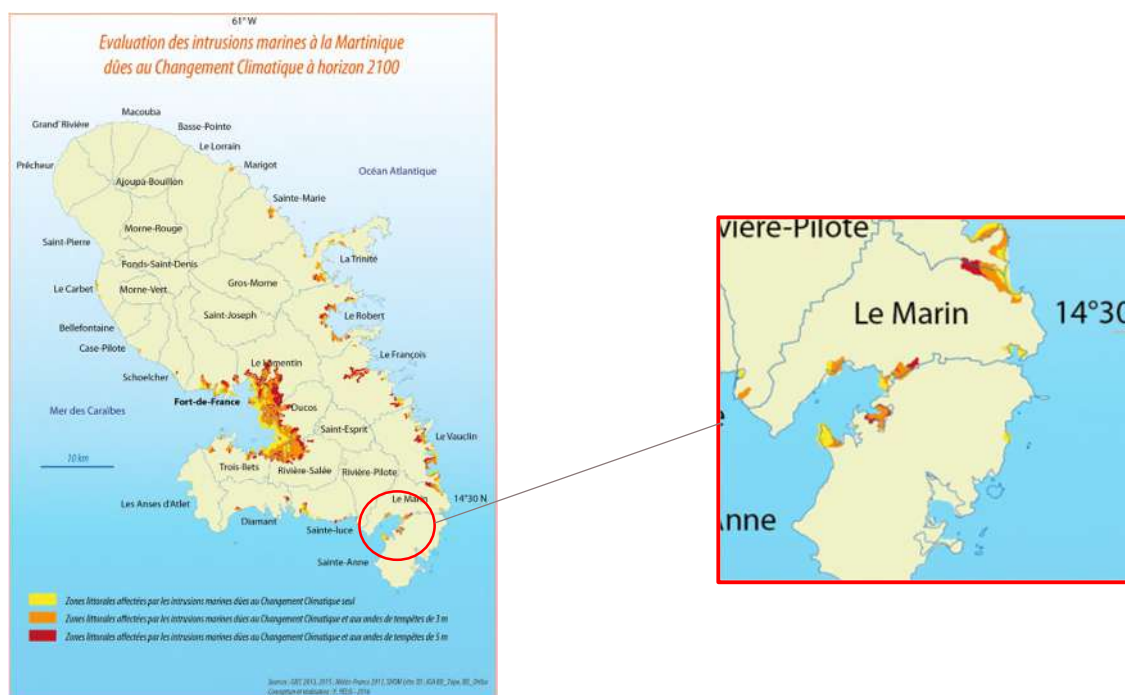 61° W
Evaluation des intrusions marines à la Martinique
dûes au Changement Climatique à horizon 2100
Macouba
Grand' Rivière
Basse-Pointe
Le Lorrain
Prêcheur
Marigot
Océan Atlantique
Ajoupa-Bouillon
Sainte-Marie
Morne-Rouge
Saint-Pierre
La Trinité
Fonds-Saint-Denis
Gros-Morne
Le Carbet
Morne-Vert
Saint-Joseph
Le Robert
Bellefontaine
Case-Pilote
Le François
Le Lamentin
Schoelcher
Fort-de-France
Mer des Caraïbes
Ducos
Saint-Esprit
Le Vauclin
10 km
Trois-Ilets
Rivière-Salée
Rivière-Pilote
Les Anses d'Arlet
Le Marin
14°30 N
Diamant
Sainte-luce
Sainte-Anne
Zones littorales affectées par les intrusions marines dûes au Changement Climatique seul
Zones littorales affectées par les intrusions marines dûes au Changement Climatique et aux ondes de tempêtes de 3 m
Zones littorales affectées par les intrusions marines dûes au Changement Climatique et aux ondes de tempêtes de 5 m
ivière-Pilote
Le Marin
14°30
nne